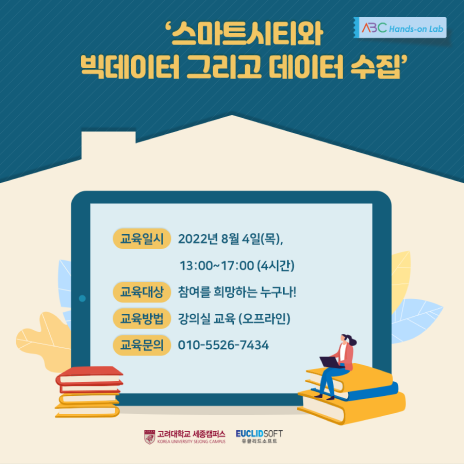 ABC Hands-on Lab
‘스마트시티와
빅데이터 그리고 데이터 수집’
교육일시 2022년 8월 4일(목),
13:00~17:00 (4시간)
교육대상 참여를 희망하는 누구나!
교육방법 강의실 교육 (오프라인)
교육문의 010-5526-7434
고려대학교 세종캠퍼스 EUCLIDSOFT
KOREA UNIVERSITY SEJONG CAMPUS 유클리드소프트